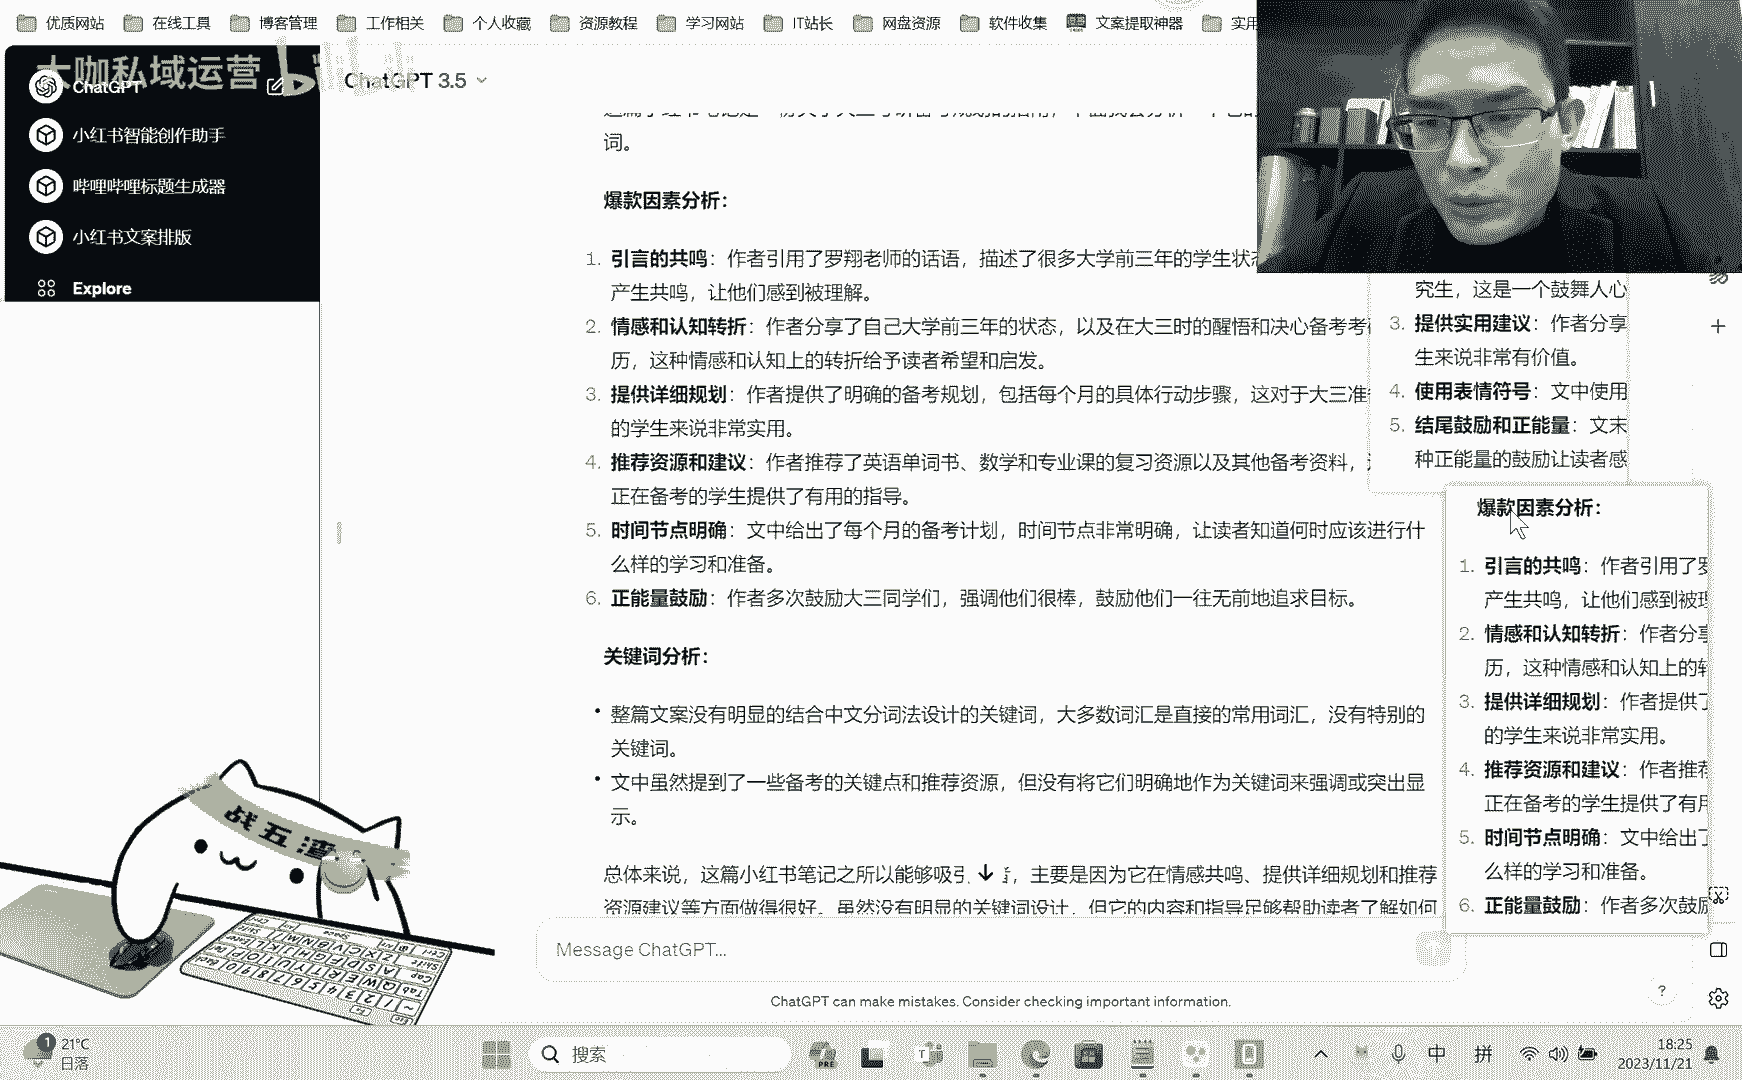 优质网站 在线工具 博客管理 工作相关 个人收藏 资源教程 学习网站 IT站长 网盘资源 软件收集 文案提取神器
大咖私域运营 bilibili
ChatGPT
小红书智能创作助手
哔哩哔哩标题生成器
小红书文案排版
Explore
ChatGPT 3.5
词。
爆款因素分析：
1. 引言的共鸣：作者引用了罗翔老师的话语，描述了很多大学前三年的学生状
产生共鸣，让他们感到被理解。
2. 情感和认知转折：作者分享了自己大学前三年的状态，以及在大三时的醒悟和决心备考考
历，这种情感和认知上的转折给予读者希望和启发。
3. 提供详细规划：作者提供了明确的备考规划，包括每个月的具体行动步骤，这对于大三准
的学生来说非常实用。
4. 推荐资源和建议：作者推荐了英语单词书、数学和专业课的复习资源以及其他备考资料，
正在备考的学生提供了有用的指导。
5. 时间节点明确：文中给出了每个月的备考计划，时间节点非常明确，让读者知道何时应该进行什
么样的学习和准备。
6. 正能量鼓励：作者多次鼓励大三同学们，强调他们很棒，鼓励他们一往无前地追求目标。
关键词分析：
• 整篇文案没有明显的结合中文分词法设计的关键词，大多数词汇是直接的常用词汇，没有特别的
关键词。
• 文中虽然提到了一些备考的关键点和推荐资源，但没有将它们明确地作为关键词来强调或突出显
示。
总体来说，这篇小红书笔记之所以能够吸引 ，主要是因为它在情感共鸣、提供详细规划和推荐
资源建议等方面做得很好。虽然没有明显的关键词设计，但它的内容和指导足够帮助读者了解如何
Message ChatGPT...
ChatGPT can make mistakes. Consider checking important information.
究生，这是一个鼓舞人心
3. 提供实用建议：作者分享
生来说非常有价值。
4. 使用表情符号：文中使用
5. 结尾鼓励和正能量：文末
种正能量的鼓励让读者感
爆款因素分析：
1. 引言的共鸣：作者引用了
产生共鸣，让他们感到被
2. 情感和认知转折：作者分
历，这种情感和认知上的
3. 提供详细规划：作者提供
的学生来说非常实用。
4. 推荐资源和建议：作者推
正在备考的学生提供了有
5. 时间节点明确：文中给出
么样的学习和准备。
6. 正能量鼓励：作者多次鼓
?
1
21°C
日落
搜索
PRE
中 拼
18:25
2023/11/21